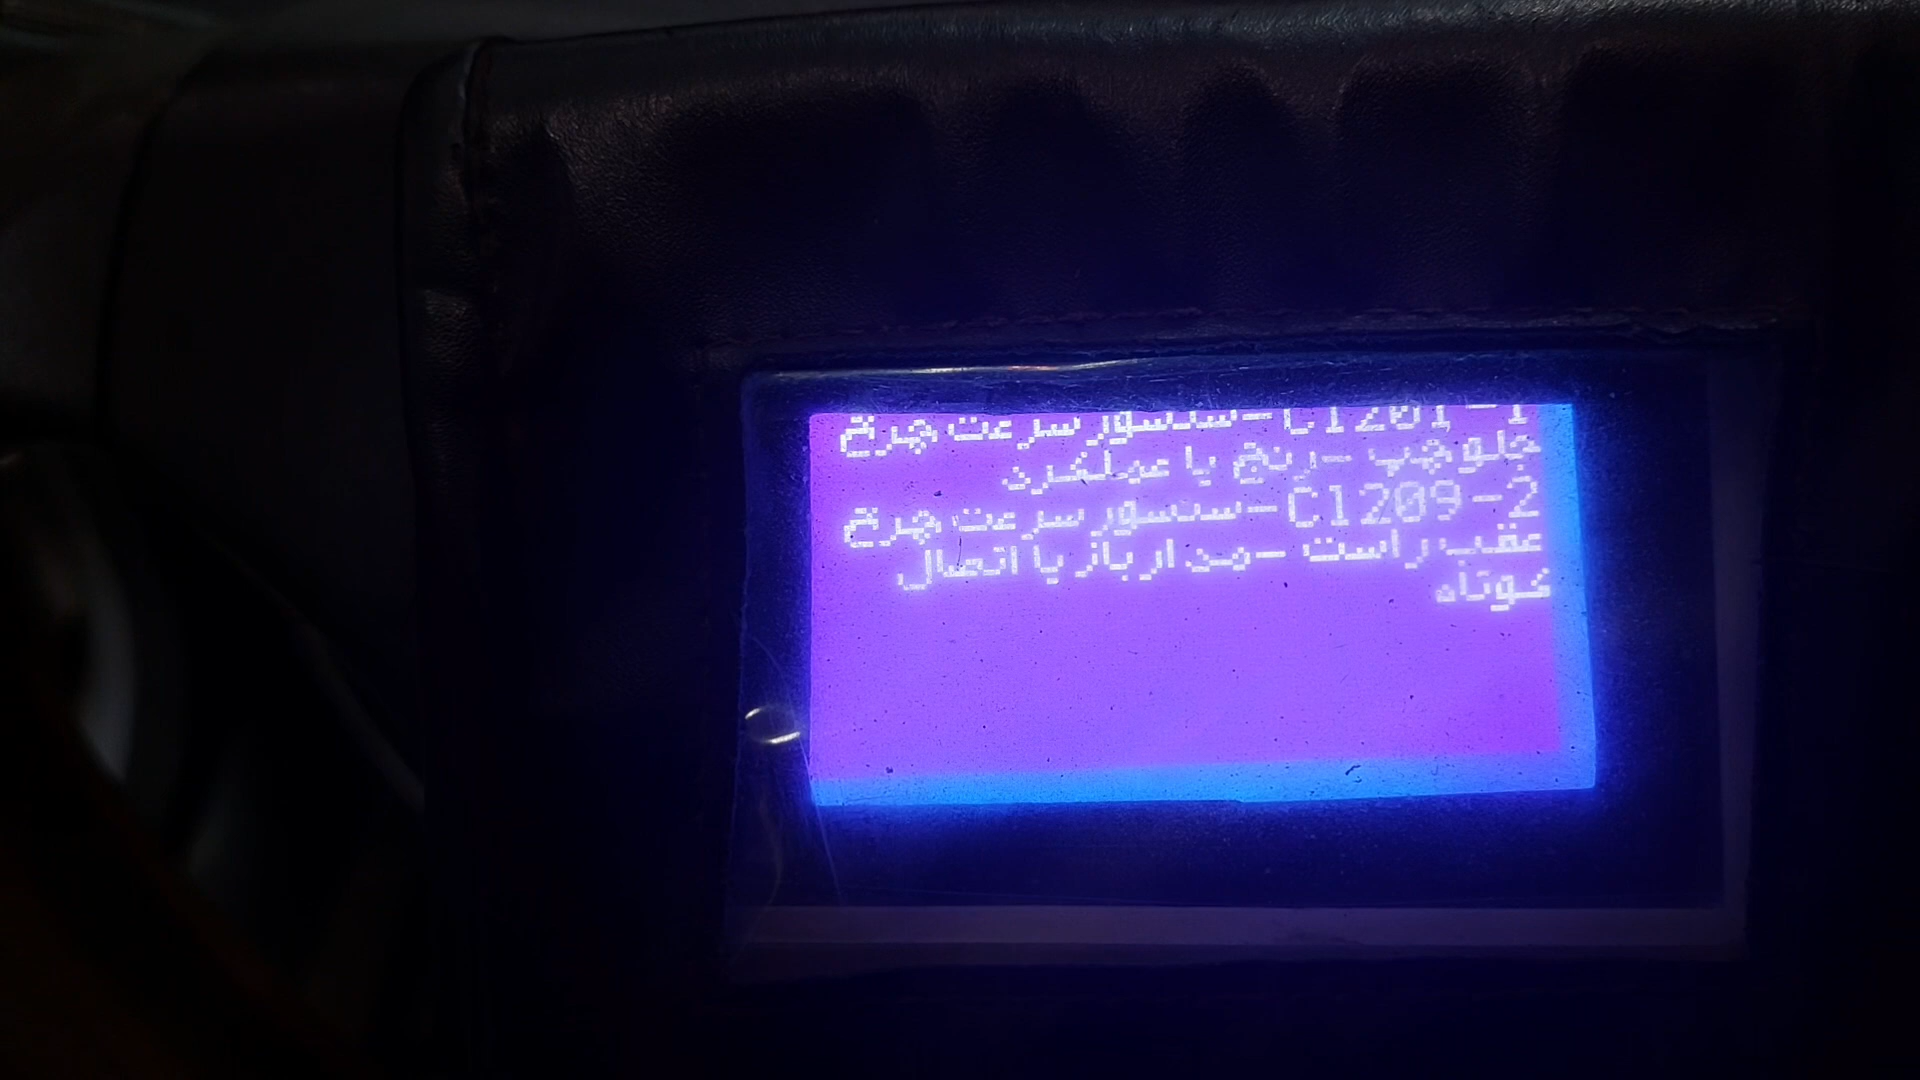 1-C1201-سنسور سرعت چرخ
جلو چپ-رنج یا عملکرد
2-C1209-سنسور سرعت چرخ
عقب راست-مدار باز یا اتصال
کوتاه